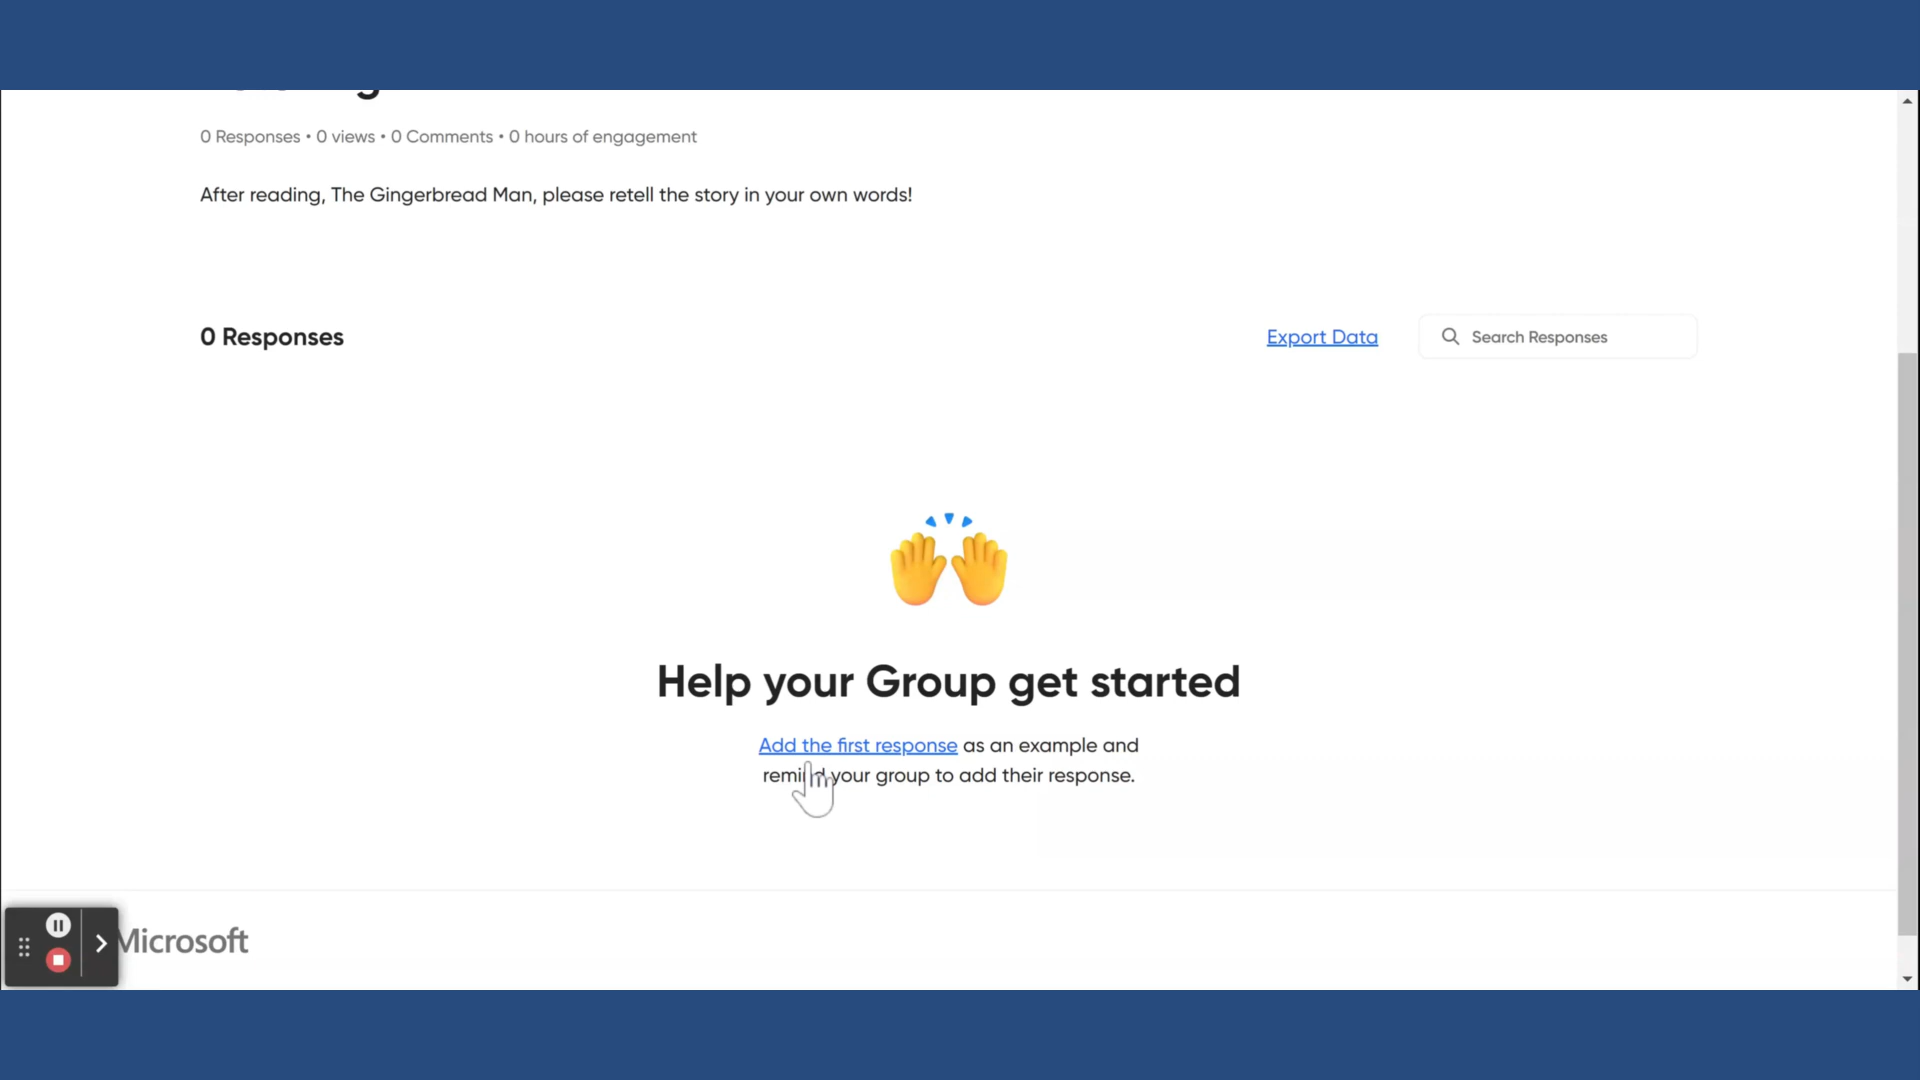 0 Responses • 0 views • 0 Comments • 0 hours of engagement
After reading, The Gingerbread Man, please retell the story in your own words!
0 Responses
Export Data
Search Responses
Help your Group get started
Add the first response as an example and
remind your group to add their response.
Microsoft